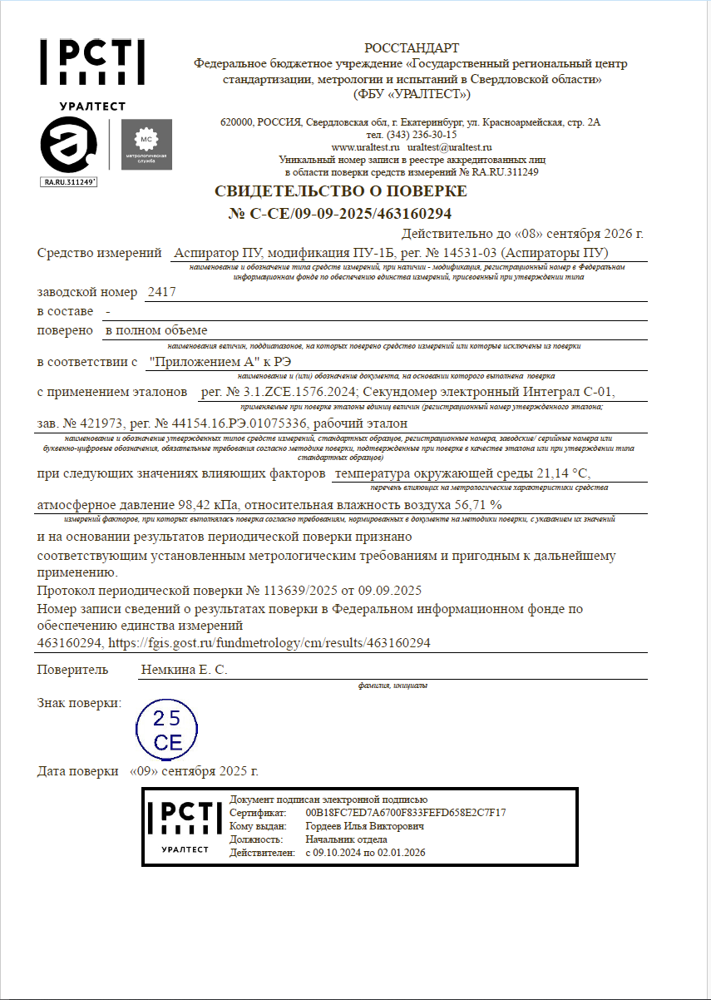 РСТ
УРАЛТЕСТ
МС
метрологическая
служба
RA.RU.311249*
РОССТАНДАРТ
Федеральное бюджетное учреждение «Государственный региональный центр
стандартизации, метрологии и испытаний в Свердловской области»
(ФБУ «УРАЛТЕСТ»)
620000, РОССИЯ, Свердловская обл, г. Екатеринбург, ул. Красноармейская, стр. 2А
тел. (343) 236-30-15
www.uraltest.ru uraltest@uraltest.ru
Уникальный номер записи в реестре аккредитованных лиц
в области поверки средств измерений № RA.RU.311249
СВИДЕТЕЛЬСТВО О ПОВЕРКЕ
№ С-СЕ/09-09-2025/463160294
Действительно до «08» сентября 2026 г.
Средство измерений Аспиратор ПУ, модификация ПУ-1Б, рег. № 14531-03 (Аспираторы ПУ)
наименование и обозначение типа средств измерений, при наличии - модификация, регистрационный номер в Федеральном
информационном фонде по обеспечению единства измерений, присвоенный при утверждении типа
заводской номер 2417
в составе -
поверено в полном объеме
наименования величин, поддиапазонов, на которых поверено средство измерений или которые исключены из поверки
в соответствии с "Приложением А" к РЭ
наименование и (или) обозначение документа, на основании которого выполнена поверка
с применением эталонов рег. № 3.1.ZCE.1576.2024; Секундомер электронный Интеграл С-01,
применяемые при поверке эталоны единиц величин (регистрационный номер утвержденного эталона;
зав. № 421973, рег. № 44154.16.РЭ.01075336, рабочий эталон
наименование и обозначение утвержденных типов средств измерений, стандартных образцов, регистрационные номера, заводские/ серийные номера или
буквенно-цифровые обозначения, обязательные требования согласно методике поверки, подтвержденные при поверке в качестве эталона или при утверждении типа
стандартных образцов)
при следующих значениях влияющих факторов температура окружающей среды 21,14 °С,
перечень влияющих на метрологические характеристики средства
атмосферное давление 98,42 кПа, относительная влажность воздуха 56,71 %
измерений факторов, при которых выполнялась поверка согласно требованиям, нормированных в документе на методики поверки, с указанием их значений
и на основании результатов периодической поверки признано
соответствующим установленным метрологическим требованиям и пригодным к дальнейшему
применению.
Протокол периодической поверки № 113639/2025 от 09.09.2025
Номер записи сведений о результатах поверки в Федеральном информационном фонде по
обеспечению единства измерений
463160294, https://fgis.gost.ru/fundmetrology/cm/results/463160294
Поверитель Немкина Е. С.
фамилия, инициалы
Знак поверки:
25
СЕ
Дата поверки «09» сентября 2025 г.
РСТ
УРАЛТЕСТ
Документ подписан электронной подписью
Сертификат: 00B18FC7ED7A6700F833FEFD658E2C7F17
Кому выдан: Гордеев Илья Викторович
Должность: Начальник отдела
Действителен: с 09.10.2024 по 02.01.2026